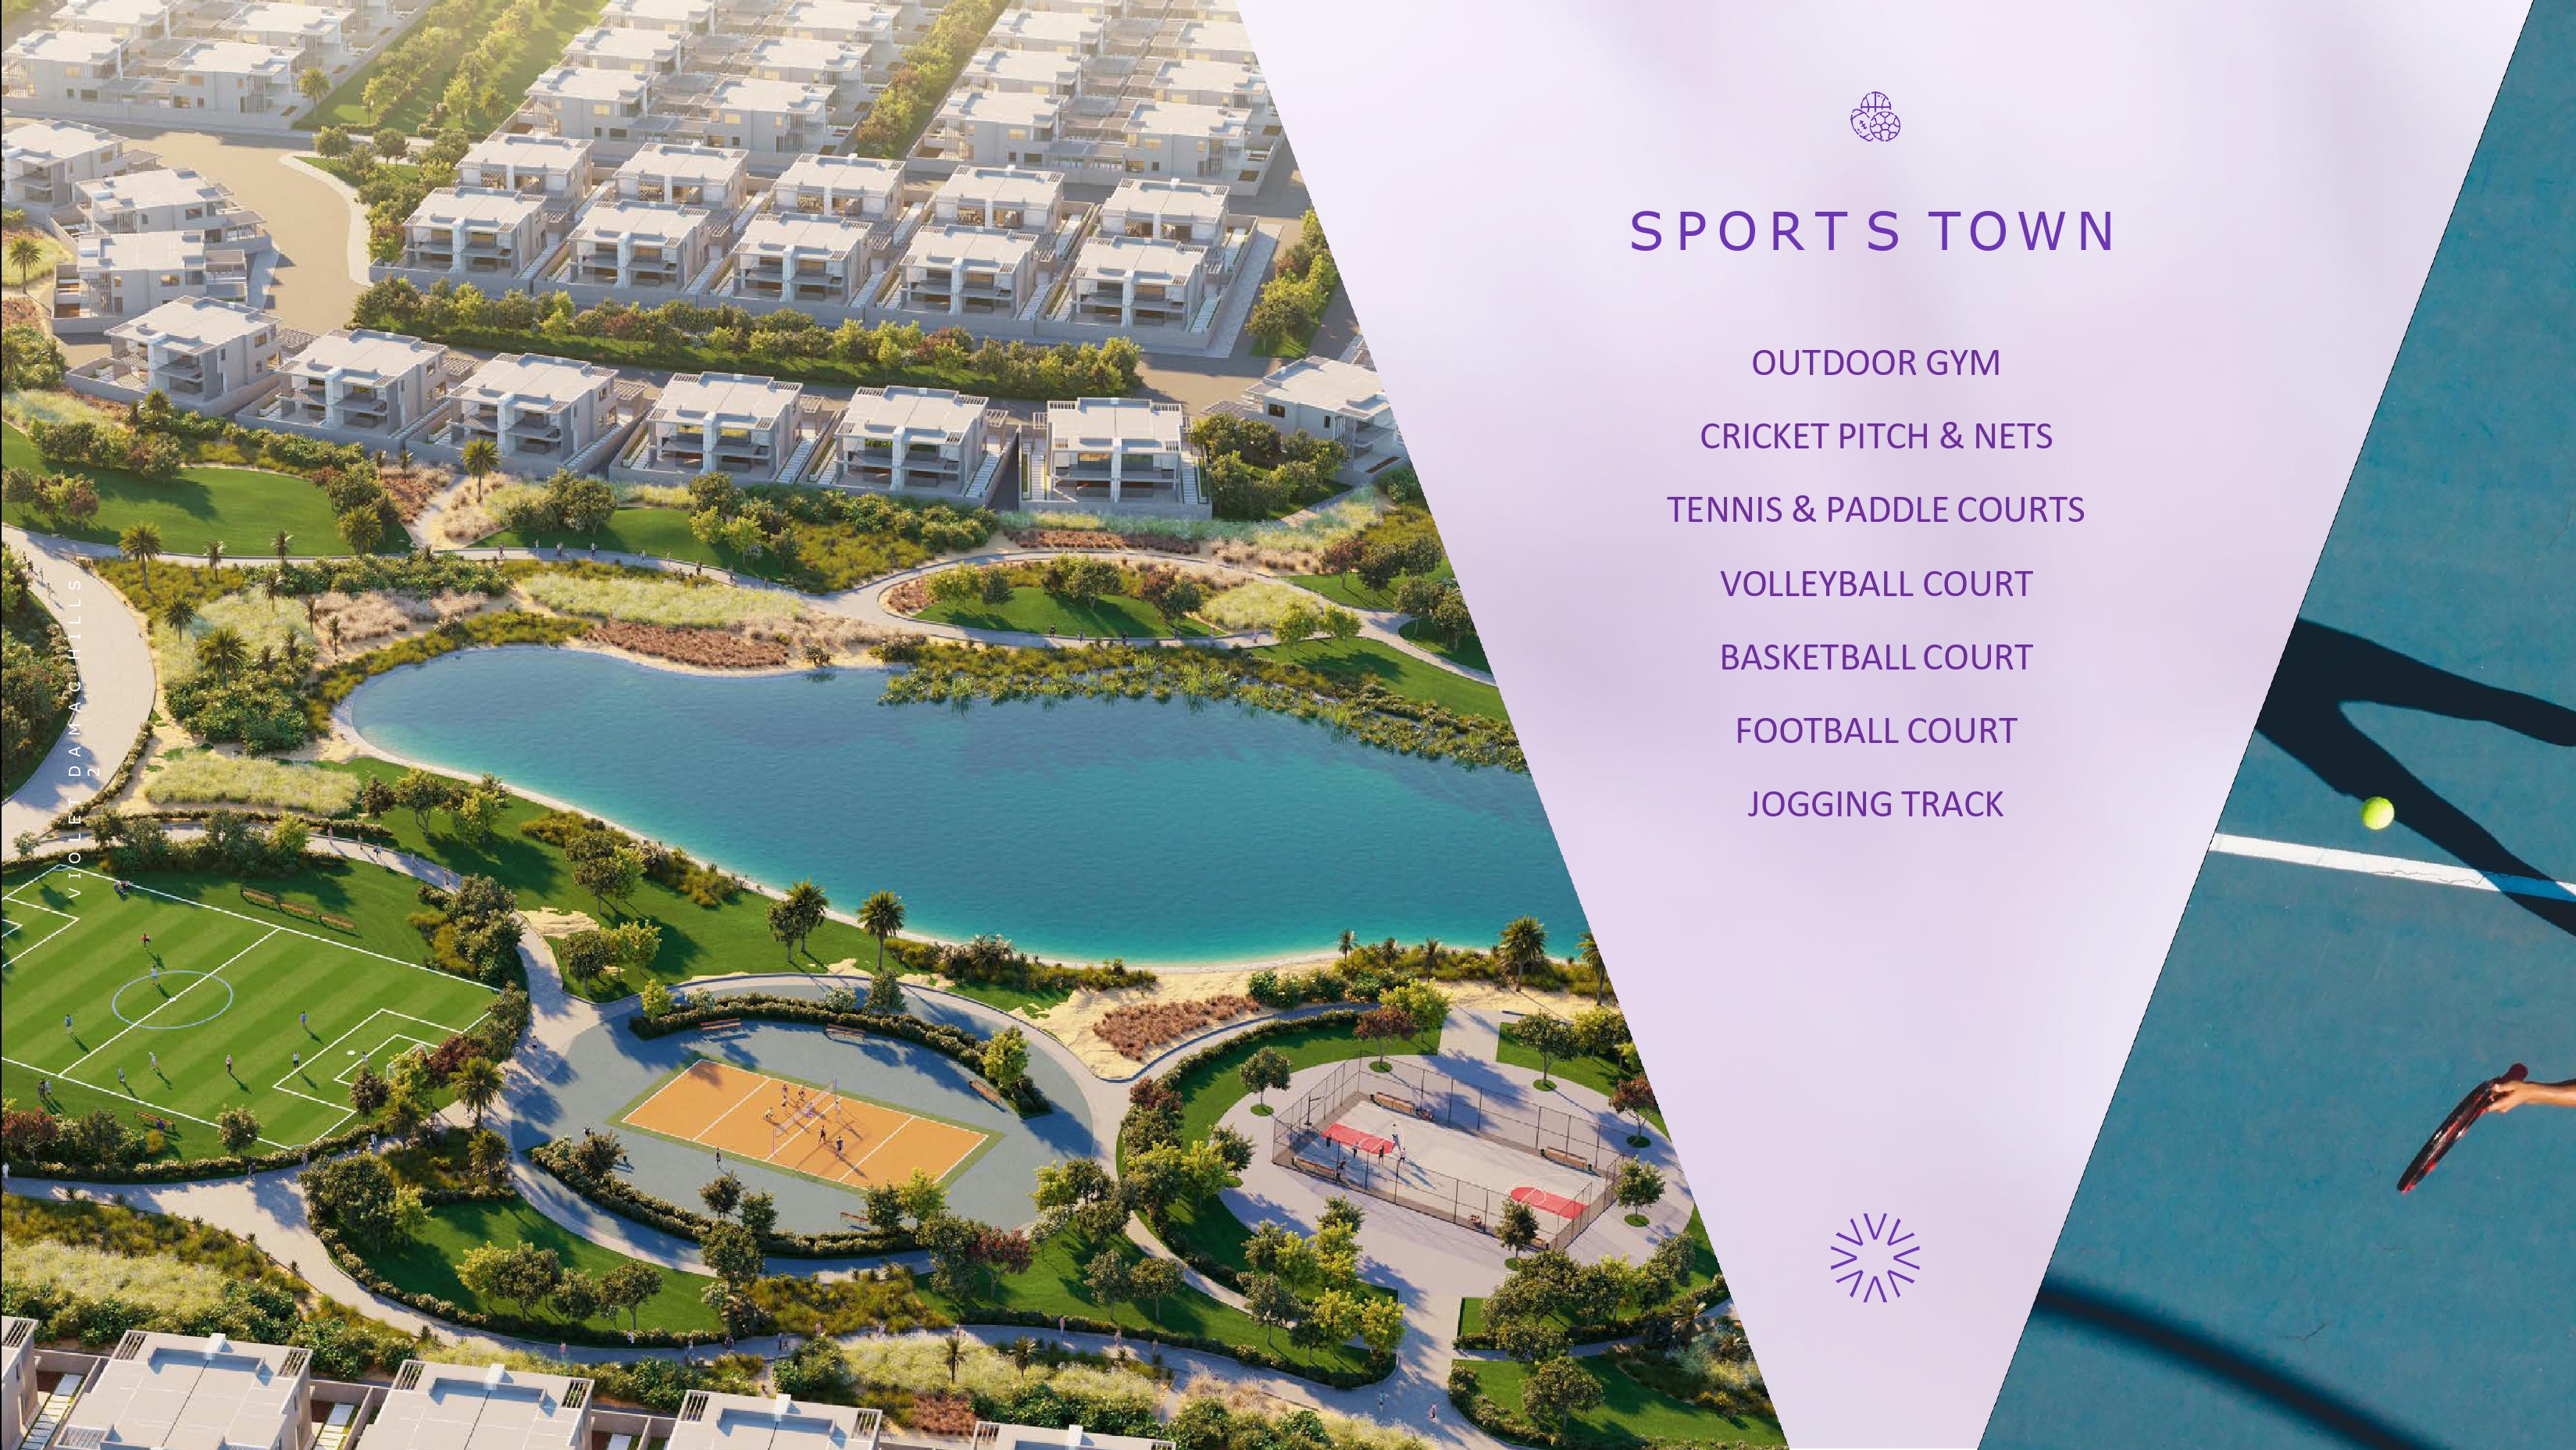 SPORTS TOWN
OUTDOOR GYM
CRICKET PITCH & NETS
TENNIS & PADDLE COURTS
VOLLEYBALL COURT
BASKETBALL COURT
FOOTBALL COURT
JOGGING TRACK
VIOLET DAMAC HILLS
2